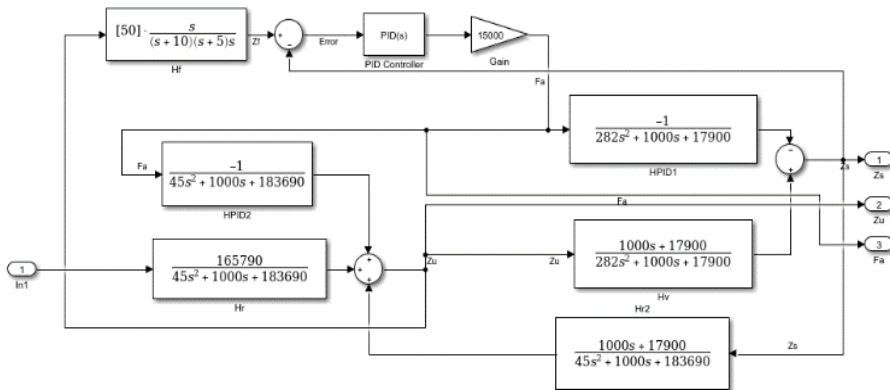 [50] · s
(s + 10)(s + 5)s
Hf
Zf
+
−
Error
PID(s)
PID Controller
15000
Gain
Fa
−1
282s² + 1000s + 17900
HPID1
−
+
Zs
1
Zs
Fa
−1
45s² + 1000s + 183690
HPID2
Fa
2
Zu
3
Fa
1
In1
165790
45s² + 1000s + 183690
Hr
+
+
+
Zu
Zu
1000s + 17900
282s² + 1000s + 17900
Hv
Hr2
1000s + 17900
45s² + 1000s + 183690
Zs